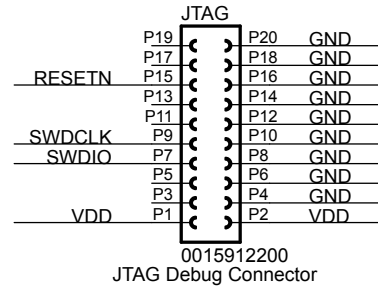 JTAG
P19 P20 GND
P17 P18 GND
RESETN P15 P16 GND
P13 P14 GND
P11 P12 GND
SWDCLK P9 P10 GND
SWDIO P7 P8 GND
P5 P6 GND
P3 P4 GND
VDD P1 P2 VDD
0015912200
JTAG Debug Connector